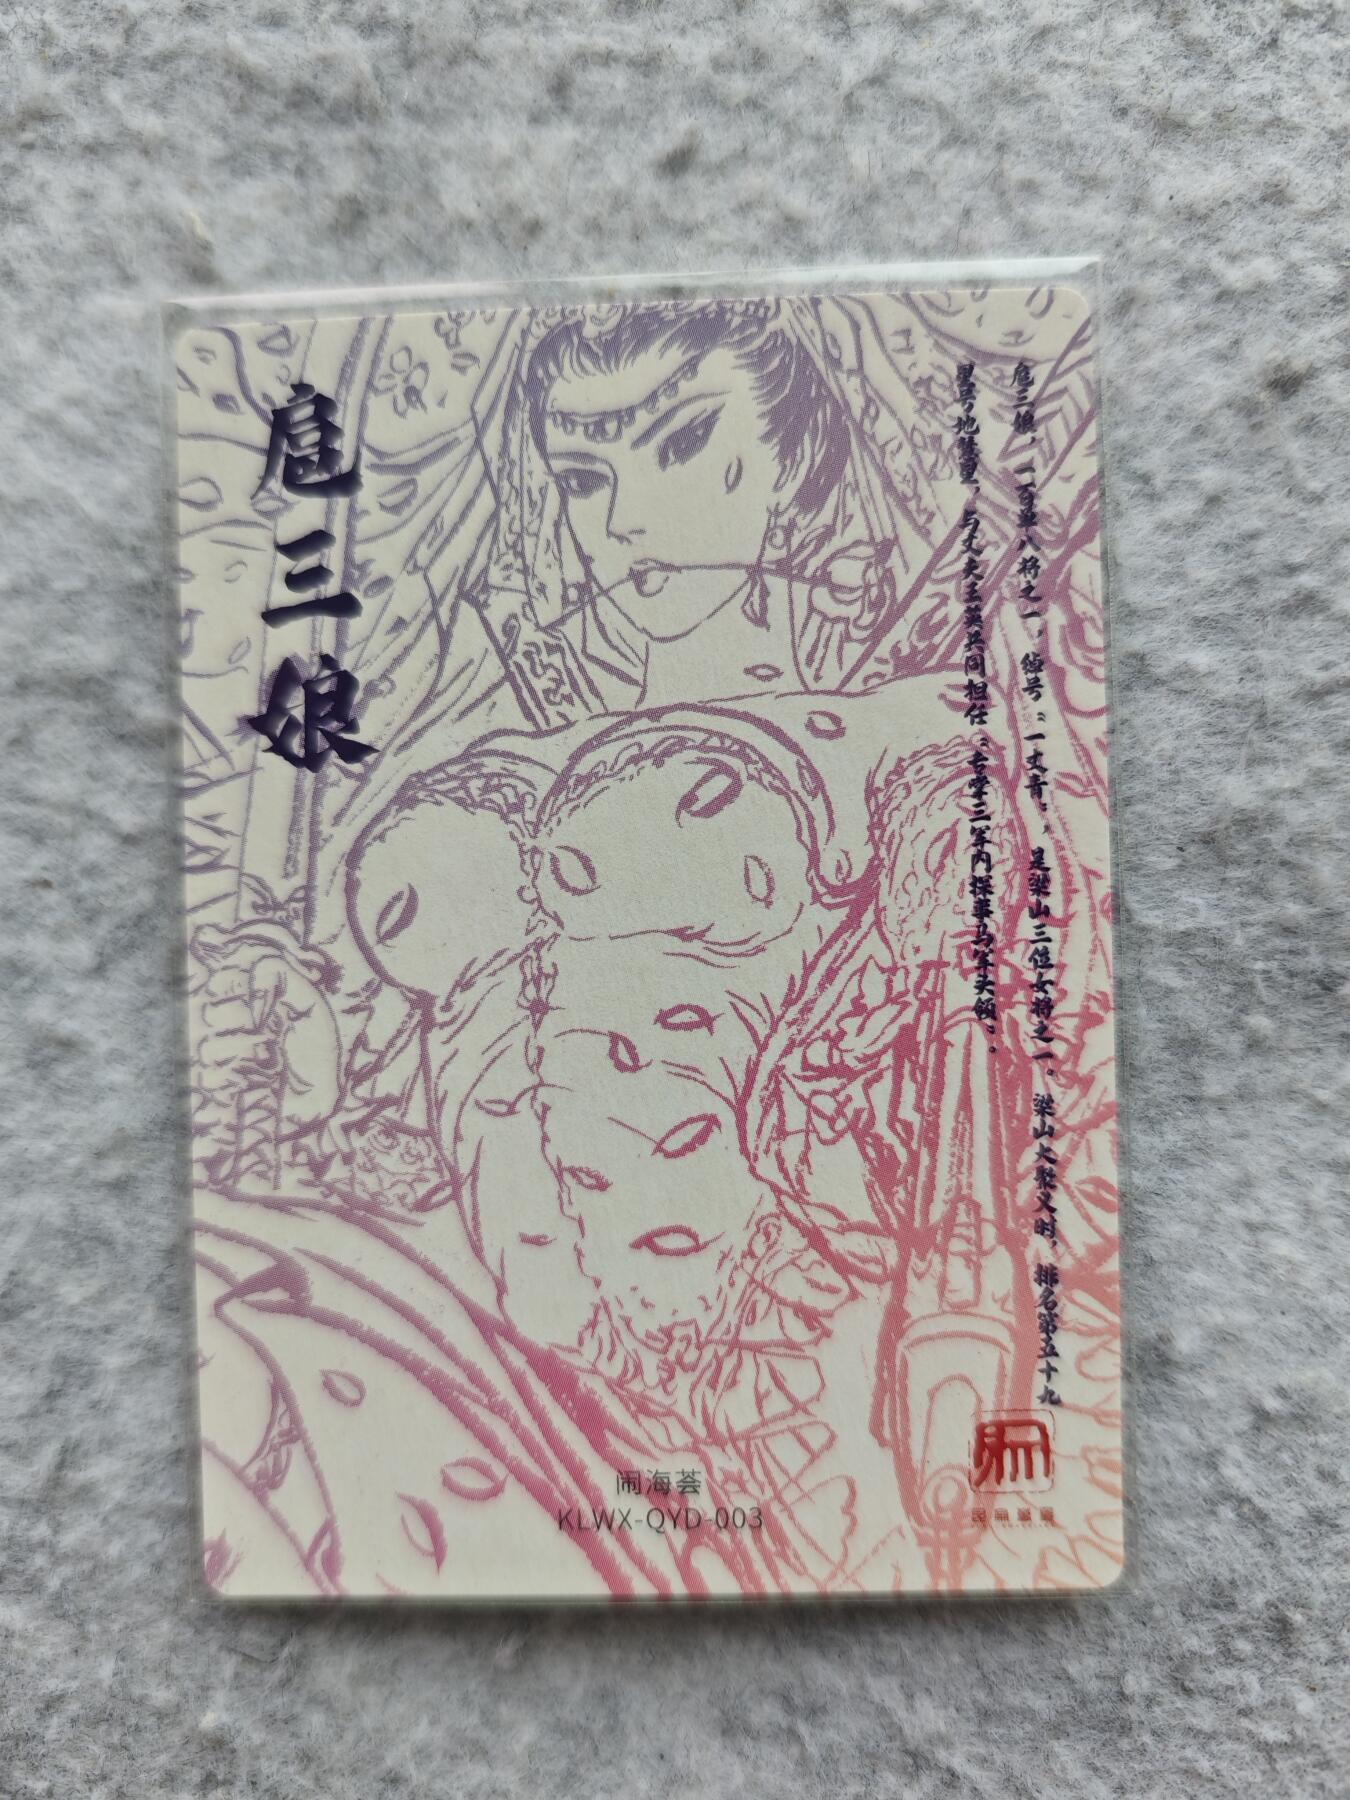 扈三娘
扈三娘，一百单八将之一，绰号“一丈青”，是梁山三位女将之一。梁山大聚义时，排名第五十九
星号地慧星，与丈夫王英共同担任“专掌三军内探事马军头领”。
闹海荟
KLWX-QYD-003